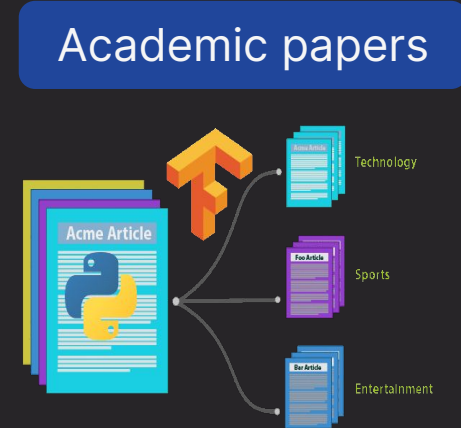 Academic papers
Acme Article
Acme Article
Technology
Foo Article
Sports
Bar Article
Entertainment